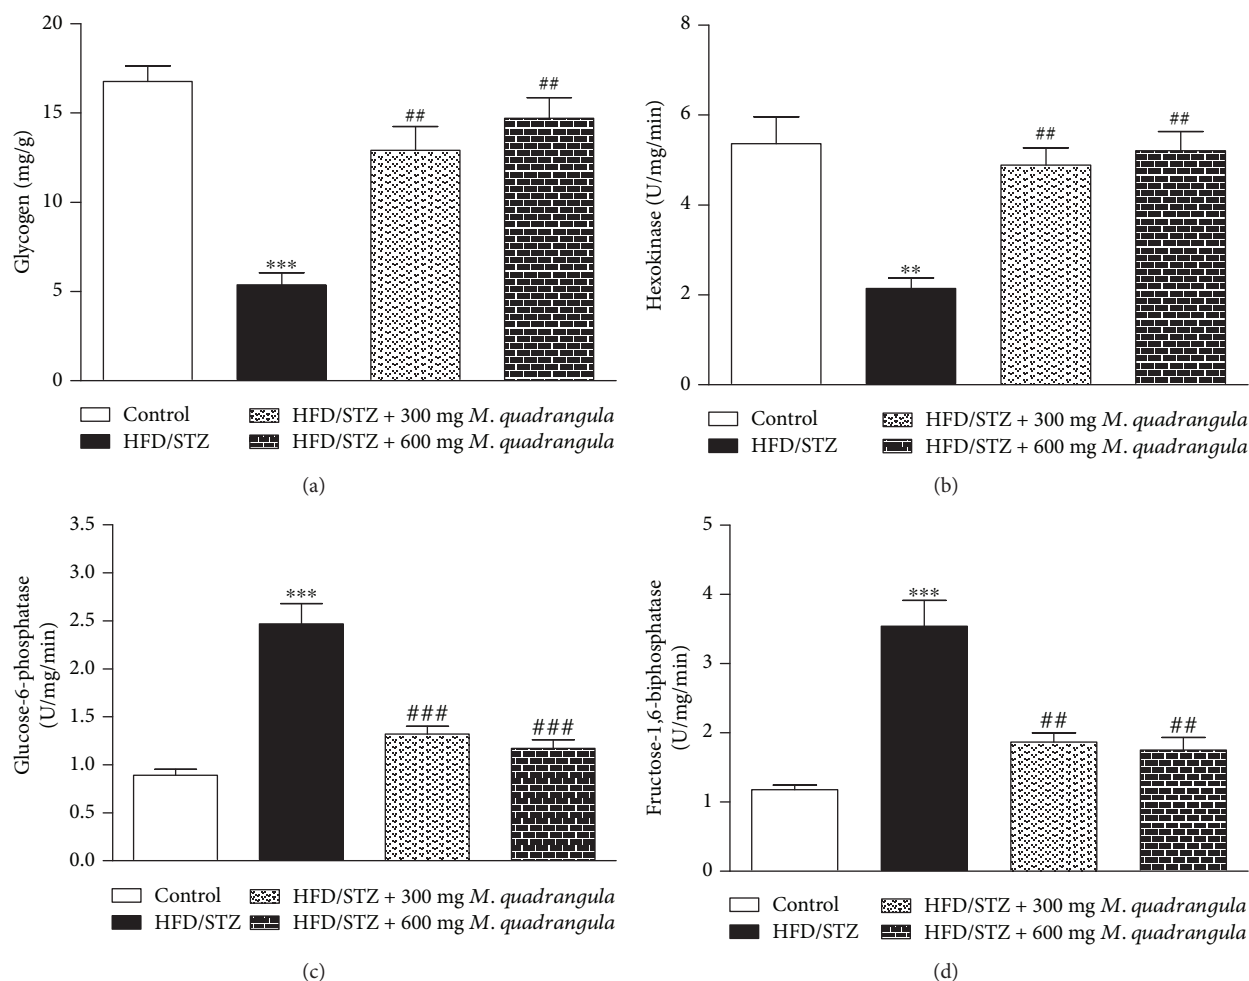 20
15
10
5
0
Glycogen (mg/g)
***
##
##
Control
HFD/STZ + 300 mg M. quadrangula
HFD/STZ
HFD/STZ + 600 mg M. quadrangula
(a)
8
6
4
2
0
Hexokinase (U/mg/min)
**
##
##
Control
HFD/STZ + 300 mg M. quadrangula
HFD/STZ
HFD/STZ + 600 mg M. quadrangula
(b)
3.5
3.0
2.5
2.0
1.5
1.0
0.5
0.0
Glucose-6-phosphatase
(U/mg/min)
***
###
###
Control
HFD/STZ + 300 mg M. quadrangula
HFD/STZ
HFD/STZ + 600 mg M. quadrangula
(c)
5
4
3
2
1
0
Fructose-1,6-biphosphatase
(U/mg/min)
***
##
##
Control
HFD/STZ + 300 mg M. quadrangula
HFD/STZ
HFD/STZ + 600 mg M. quadrangula
(d)